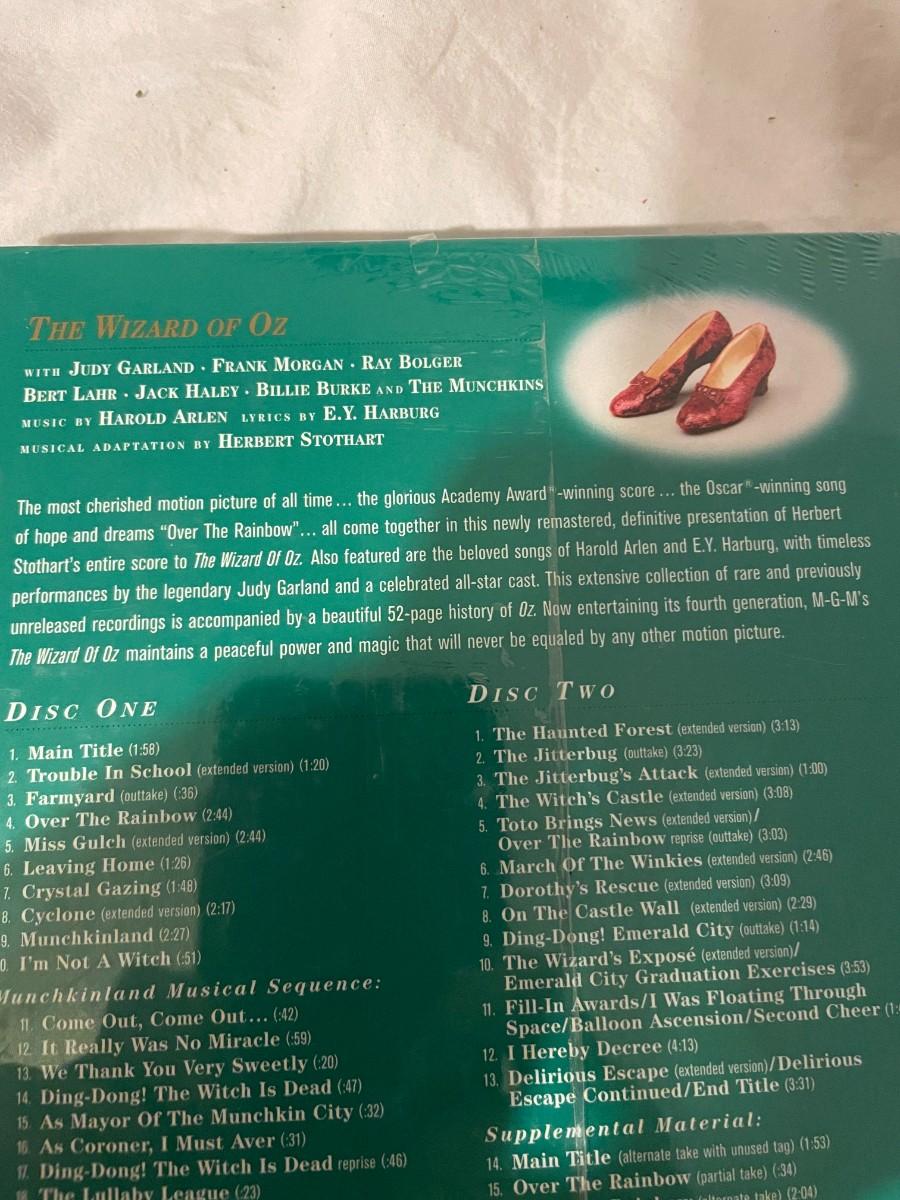 THE WIZARD OF OZ
WITH JUDY GARLAND · FRANK MORGAN · RAY BOLGER
BERT LAHR · JACK HALEY · BILLIE BURKE AND THE MUNCHKINS
MUSIC BY HAROLD ARLEN LYRICS BY E.Y. HARBURG
MUSICAL ADAPTATION BY HERBERT STOTHART
The most cherished motion picture of all time... the glorious Academy Award®-winning score... the Oscar®-winning song
of hope and dreams "Over The Rainbow"... all come together in this newly remastered, definitive presentation of Herbert
Stothart's entire score to The Wizard Of Oz. Also featured are the beloved songs of Harold Arlen and E.Y. Harburg, with timeless
performances by the legendary Judy Garland and a celebrated all-star cast. This extensive collection of rare and previously
unreleased recordings is accompanied by a beautiful 52-page history of Oz. Now entertaining its fourth generation, M-G-M's
The Wizard Of Oz maintains a peaceful power and magic that will never be equaled by any other motion picture.
DISC ONE
1. Main Title (1:58)
2. Trouble In School (extended version) (1:20)
3. Farmyard (outtake) (:36)
4. Over The Rainbow (2:44)
5. Miss Gulch (extended version) (2:44)
6. Leaving Home (1:26)
7. Crystal Gazing (1:48)
8. Cyclone (extended version) (2:17)
9. Munchkinland (2:27)
0. I'm Not A Witch (:51)
Munchkinland Musical Sequence:
11. Come Out, Come Out... (:42)
12. It Really Was No Miracle (:59)
13. We Thank You Very Sweetly (:20)
14. Ding-Dong! The Witch Is Dead (:47)
15. As Mayor Of The Munchkin City (:32)
16. As Coroner, I Must Aver (:31)
17. Ding-Dong! The Witch Is Dead reprise (:46)
18. The Lullaby League (:23)
DISC TWO
1. The Haunted Forest (extended version) (3:13)
2. The Jitterbug (outtake) (3:23)
3. The Jitterbug's Attack (extended version) (1:00)
4. The Witch's Castle (extended version) (3:08)
5. Toto Brings News (extended version)/
Over The Rainbow reprise (outtake) (3:03)
6. March Of The Winkies (extended version) (2:46)
7. Dorothy's Rescue (extended version) (3:09)
8. On The Castle Wall (extended version) (2:29)
9. Ding-Dong! Emerald City (outtake) (1:14)
10. The Wizard's Exposé (extended version)/
Emerald City Graduation Exercises (3:53)
11. Fill-In Awards/I Was Floating Through
Space/Balloon Ascension/Second Cheer (1:
12. I Hereby Decree (4:13)
13. Delirious Escape (extended version)/Delirious
Escape Continued/End Title (3:31)
Supplemental Material:
14. Main Title (alternate take with unused tag) (1:53)
15. Over The Rainbow (partial take) (:34)
take) (2:04)